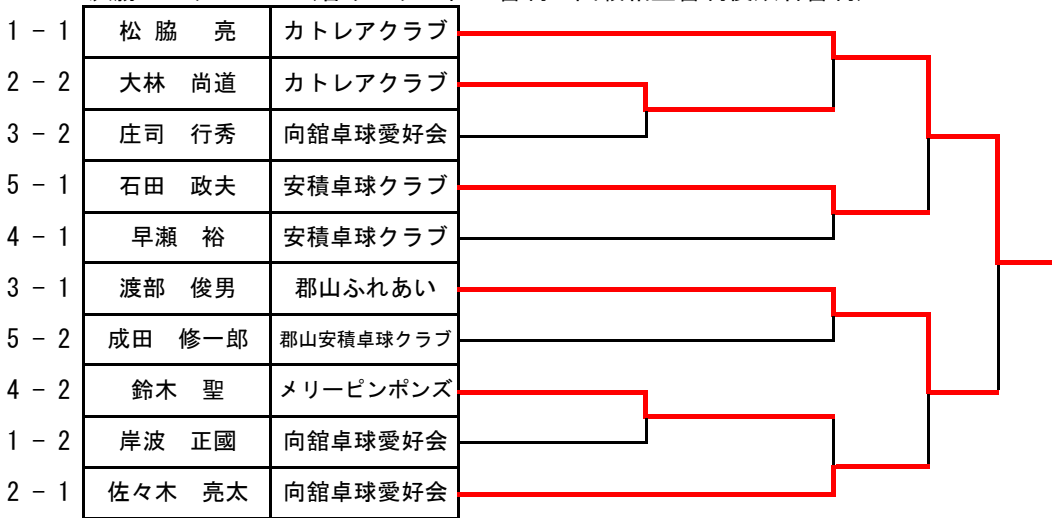 1 - 1 松 脇 亮 カトレアクラブ
2 - 2 大林 尚道 カトレアクラブ
3 - 2 庄司 行秀 向舘卓球愛好会
5 - 1 石田 政夫 安積卓球クラブ
4 - 1 早瀬 裕 安積卓球クラブ
3 - 1 渡部 俊男 郡山ふれあい
5 - 2 成田 修一郎 郡山安積卓球クラブ
4 - 2 鈴木 聖 メリーピンポンズ
1 - 2 岸波 正國 向舘卓球愛好会
2 - 1 佐々木 亮太 向舘卓球愛好会